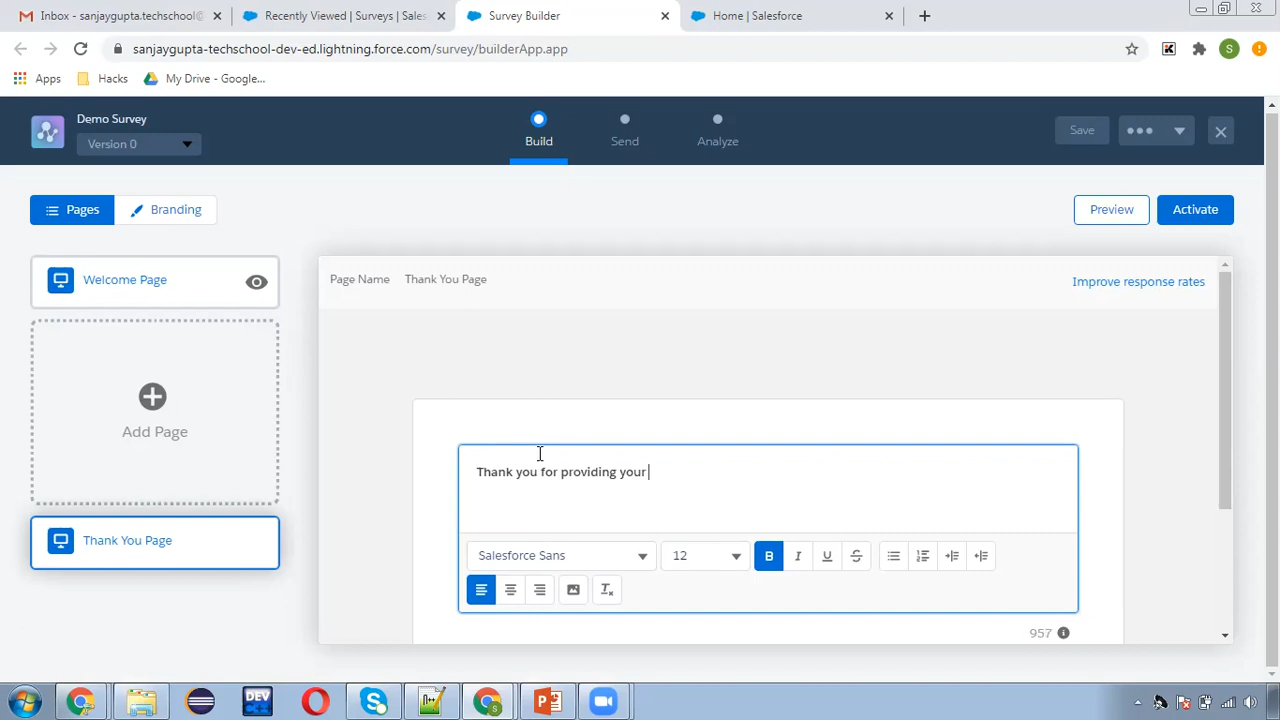 Inbox - sanjaygupta.techschool@
Recently Viewed | Surveys | Sales
Survey Builder
Home | Salesforce
sanjaygupta-techschool-dev-ed.lightning.force.com/survey/builderApp.app
K
S
Apps
Hacks
My Drive - Google...
Demo Survey
Version 0
Build
Send
Analyze
Save
Pages
Branding
Preview
Activate
Welcome Page
Page Name
Thank You Page
Improve response rates
Add Page
Thank you for providing your
Thank You Page
Salesforce Sans
12
B
I
U
S
957
DEV
C++